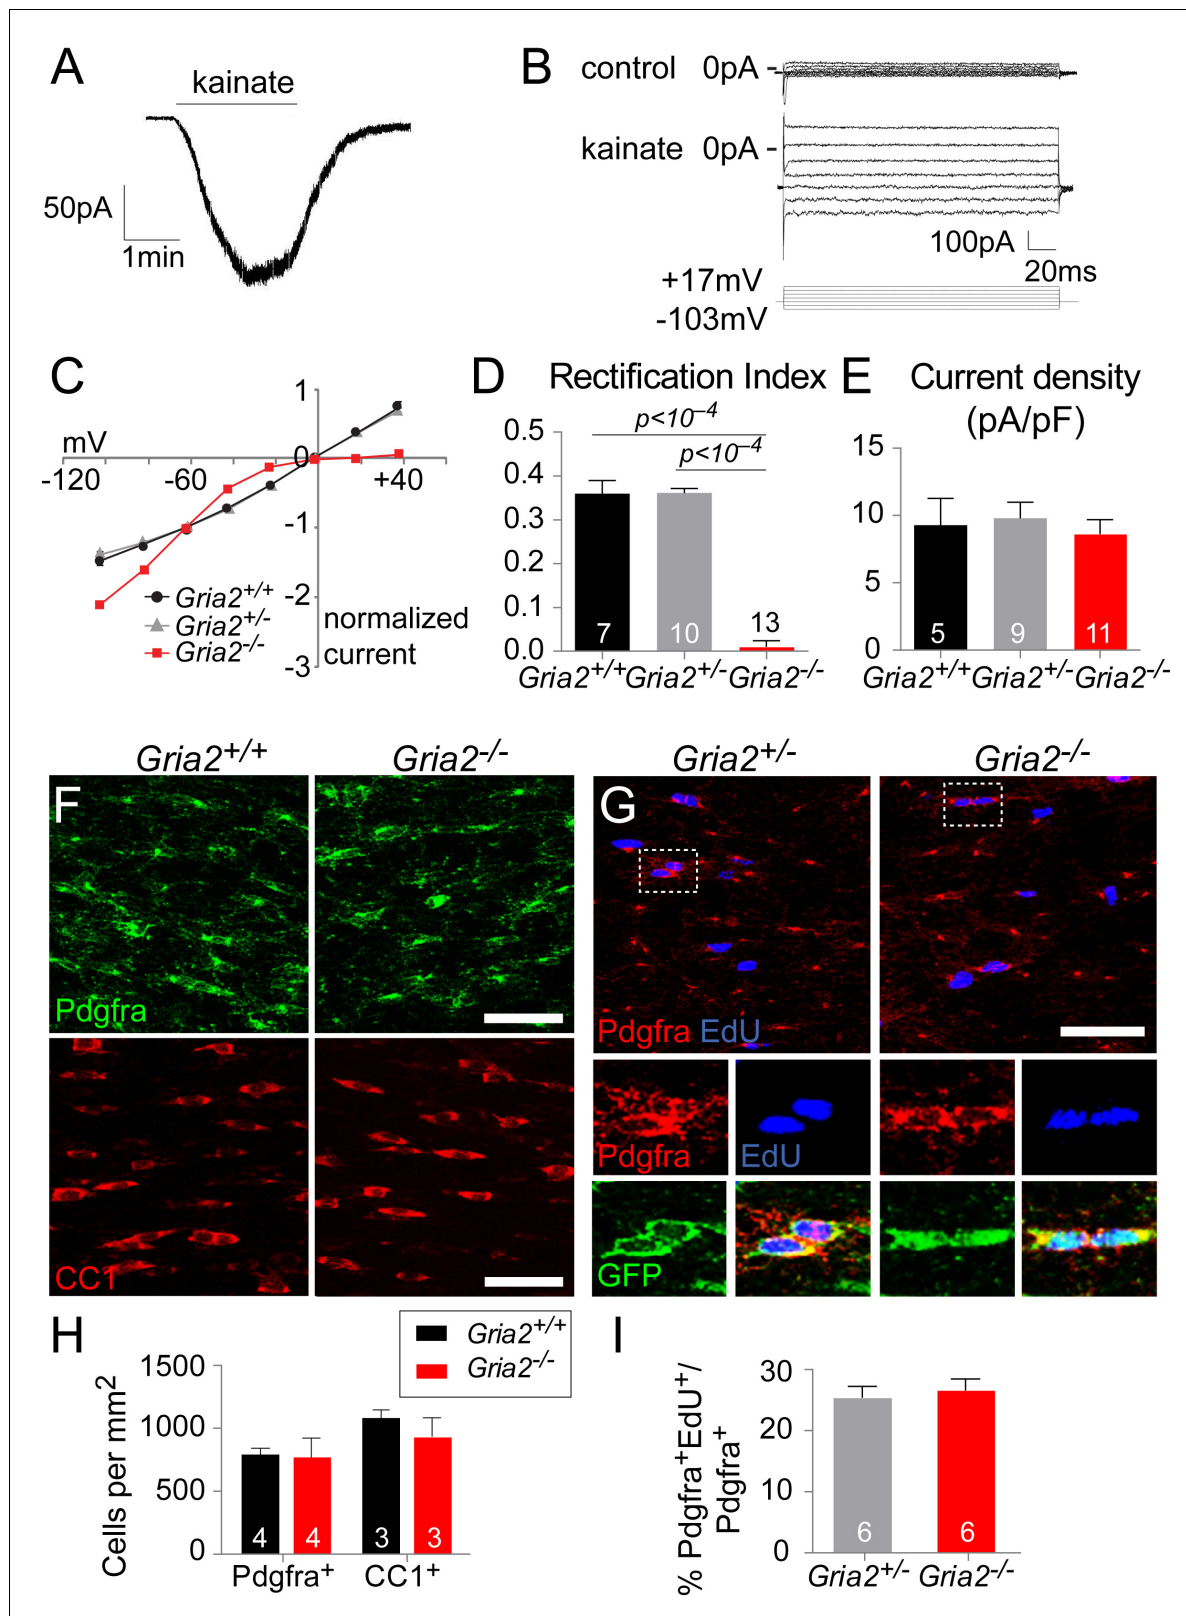 A
kainate
50pA
1min
B
control 0pA
kainate 0pA
100pA
20ms
+17mV
-103mV
C
mV
1
0
-1
-2
-3
-120
-60
+40
Gria2+/+
Gria2+/-
Gria2-/-
normalized
current
D Rectification Index
p<10–4
p<10–4
0.5
0.4
0.3
0.2
0.1
0.0
7
10
13
Gria2+/+ Gria2+/- Gria2-/-
E Current density
(pA/pF)
15
10
5
0
5
9
11
Gria2+/+ Gria2+/- Gria2-/-
Gria2+/+
Gria2-/-
F
Pdgfra
CC1
Gria2+/-
Gria2-/-
G
Pdgfra EdU
Pdgfra
EdU
GFP
H
Gria2+/+
Gria2-/-
Cells per mm2
1500
1000
500
0
4
4
3
3
Pdgfra+
CC1+
I
% Pdgfra+EdU+/
Pdgfra+
30
20
10
0
6
6
Gria2+/- Gria2-/-